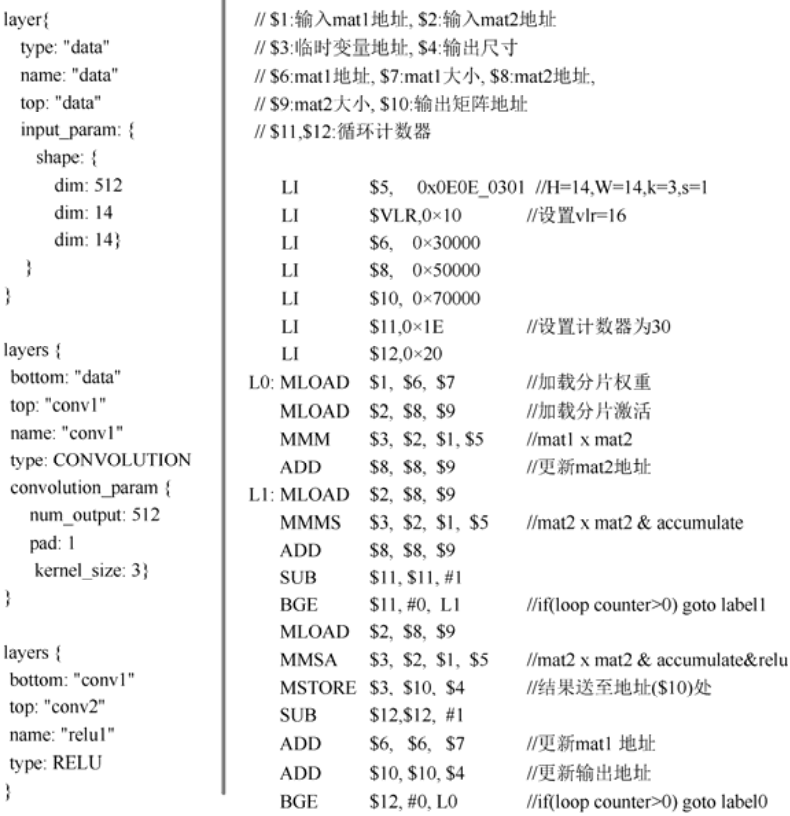 layer{
type: "data"
name: "data"
top: "data"
input_param: {
shape: {
dim: 512
dim: 14
dim: 14}
}
}
layers {
bottom: "data"
top: "conv1"
name: "conv1"
type: CONVOLUTION
convolution_param {
num_output: 512
pad: 1
kernel_size: 3}
}
layers {
bottom: "conv1"
top: "conv2"
name: "relu1"
type: RELU
}
// $1:输入mat1地址, $2:输入mat2地址
// $3:临时变量地址, $4:输出尺寸
// $6:mat1地址, $7:mat1大小, $8:mat2地址,
// $9:mat2大小, $10:输出矩阵地址
// $11,$12:循环计数器
LI $5, 0x0E0E_0301 //H=14,W=14,k=3,s=1
LI $VLR,0×10 //设置vlr=16
LI $6, 0×30000
LI $8, 0×50000
LI $10, 0×70000
LI $11,0×1E //设置计数器为30
LI $12,0×20
L0: MLOAD $1, $6, $7 //加载分片权重
MLOAD $2, $8, $9 //加载分片激活
MMM $3, $2, $1, $5 //mat1 x mat2
ADD $8, $8, $9 //更新mat2地址
L1: MLOAD $2, $8, $9
MMMS $3, $2, $1, $5 //mat2 x mat2 & accumulate
ADD $8, $8, $9
SUB $11, $11, #1
BGE $11, #0, L1 //if(loop counter>0) goto label1
MLOAD $2, $8, $9
MMSA $3, $2, $1, $5 //mat2 x mat2 & accumulate&relu
MSTORE $3, $10, $4 //结果送至地址($10)处
SUB $12,$12, #1
ADD $6, $6, $7 //更新mat1 地址
ADD $10, $10, $4 //更新输出地址
BGE $12, #0, L0 //if(loop counter>0) goto label0